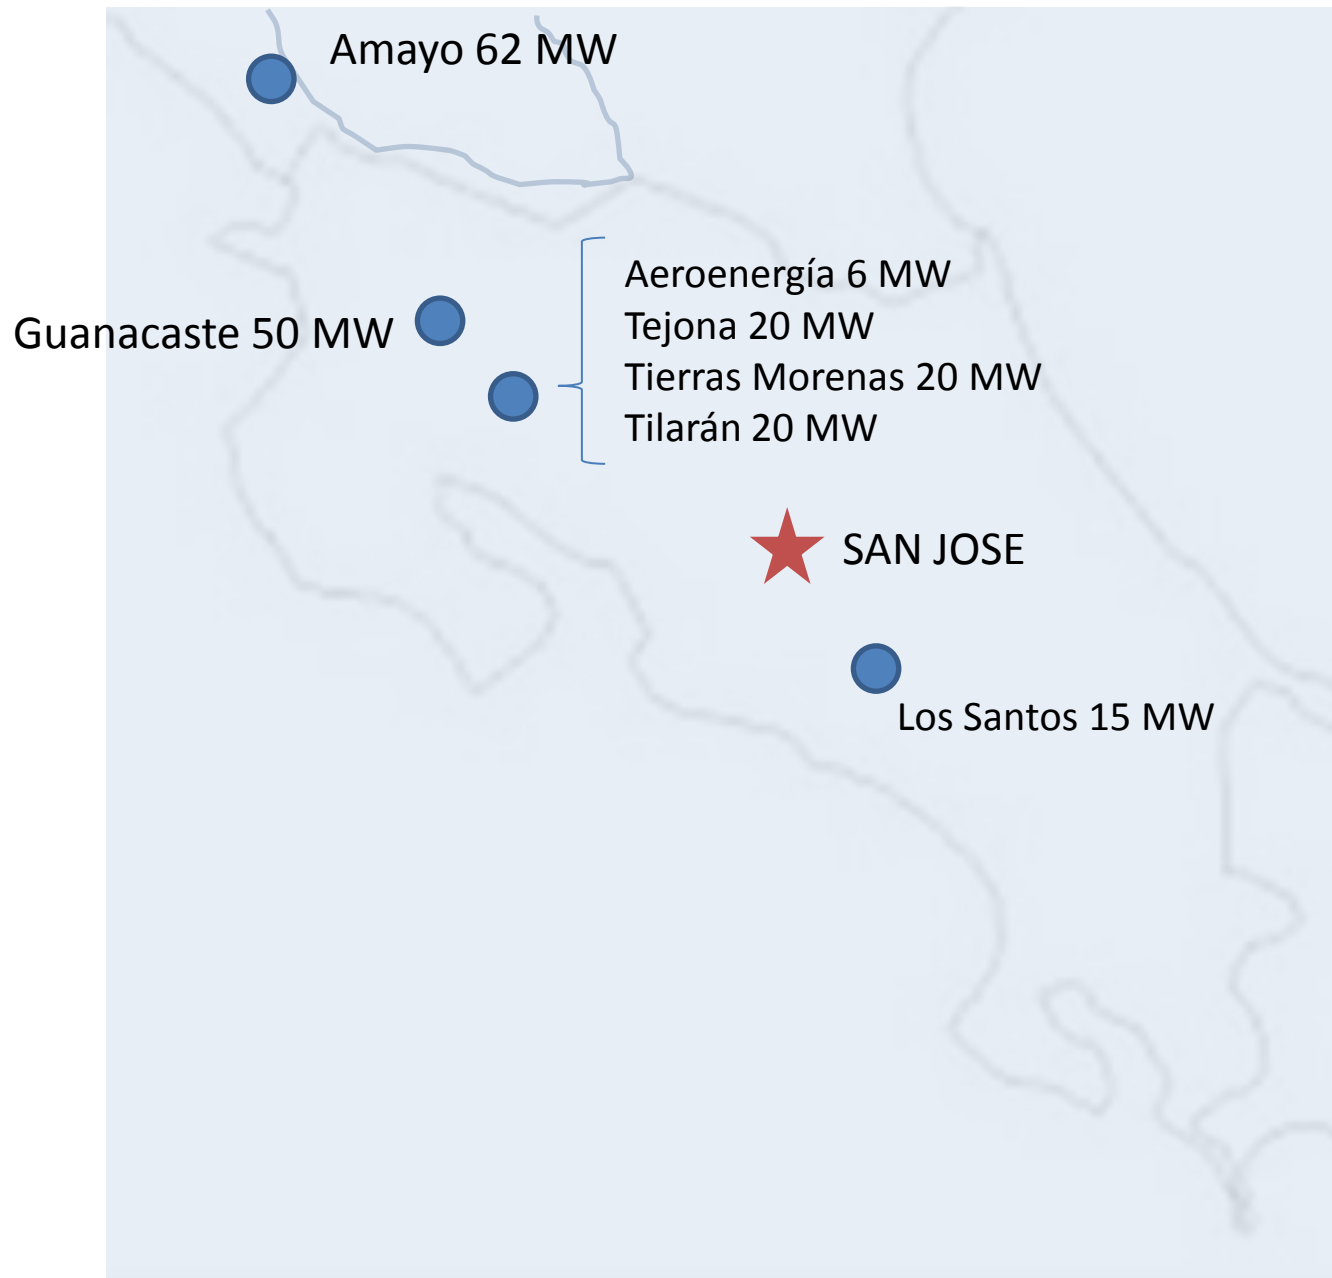 Amayo 62 MW
Aeroenergía 6 MW
Guanacaste 50 MW
Tejona 20 MW
Tierras Morenas 20 MW
Tilarán 20 MW
SAN JOSE
Los Santos 15 MW